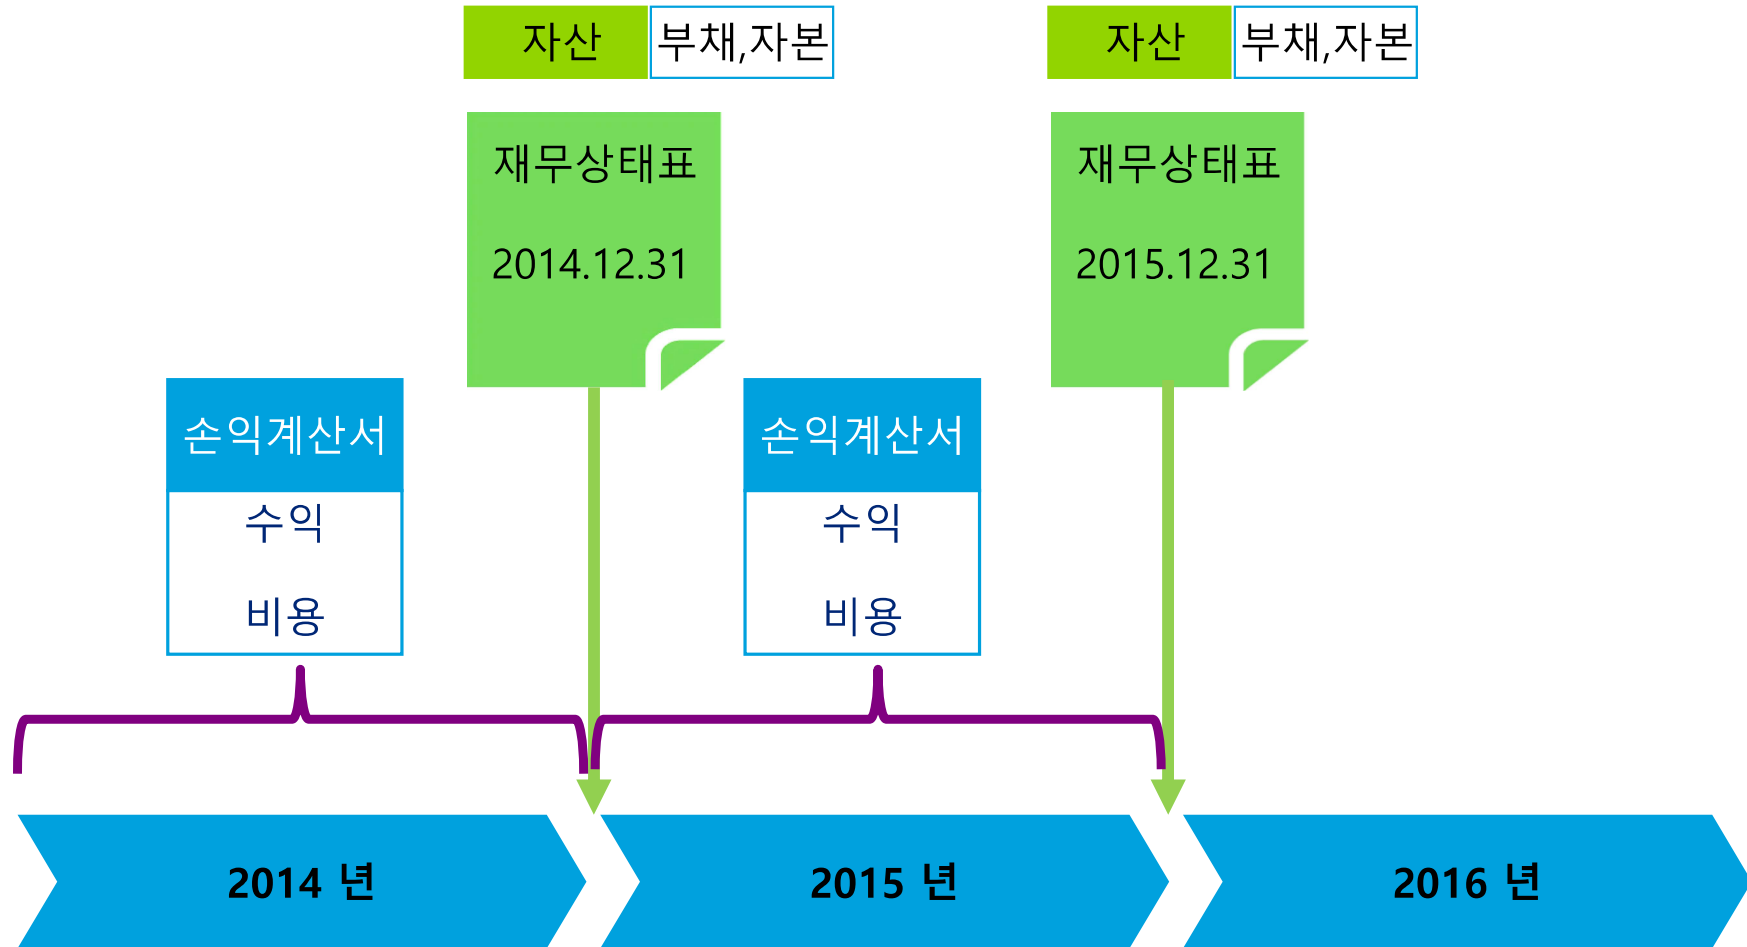 자산
부채,자본
자산
부채,자본
재무상태표
2014.12.31
재무상태표
2015.12.31
손익계산서
수익
비용
손익계산서
수익
비용
2014 년
2015 년
2016 년